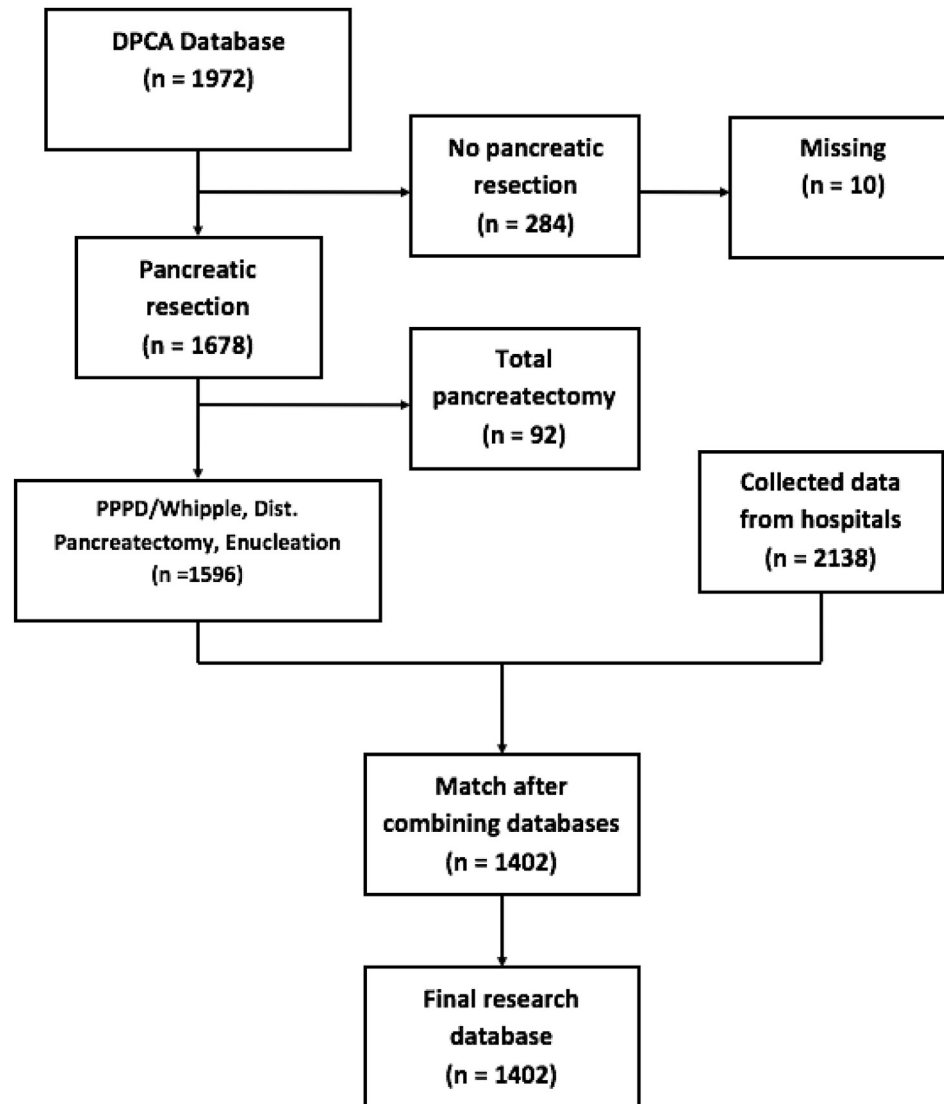 DPCA Database
(n = 1972)
No pancreatic
resection
(n = 284)
Missing
(n = 10)
Pancreatic
resection
(n = 1678)
Total
pancreatectomy
(n = 92)
PPPD/Whipple, Dist.
Pancreatectomy, Enucleation
(n =1596)
Collected data
from hospitals
(n = 2138)
Match after
combining databases
(n = 1402)
Final research
database
(n = 1402)